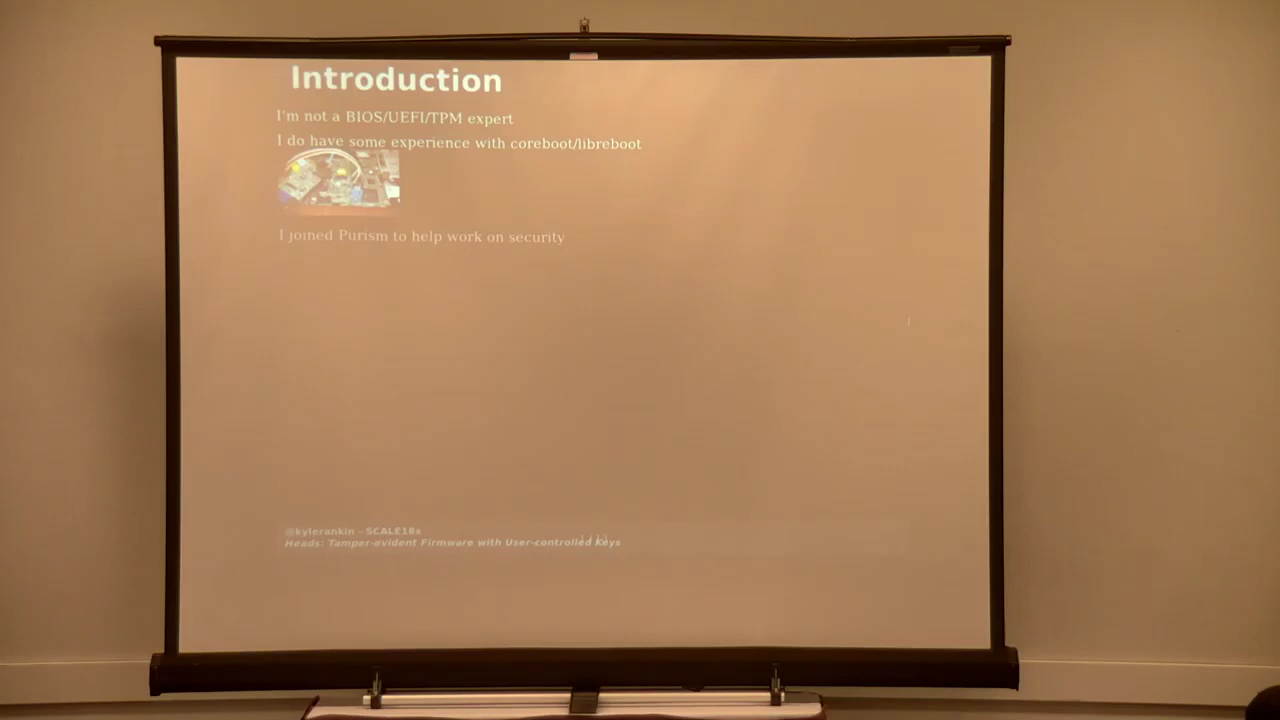 Introduction
I'm not a BIOS/UEFI/TPM expert
I do have some experience with coreboot/libreboot
I joined Purism to help work on security
@kylerankin - SCALE18x
Heads: Tamper-evident Firmware with User-controlled Keys